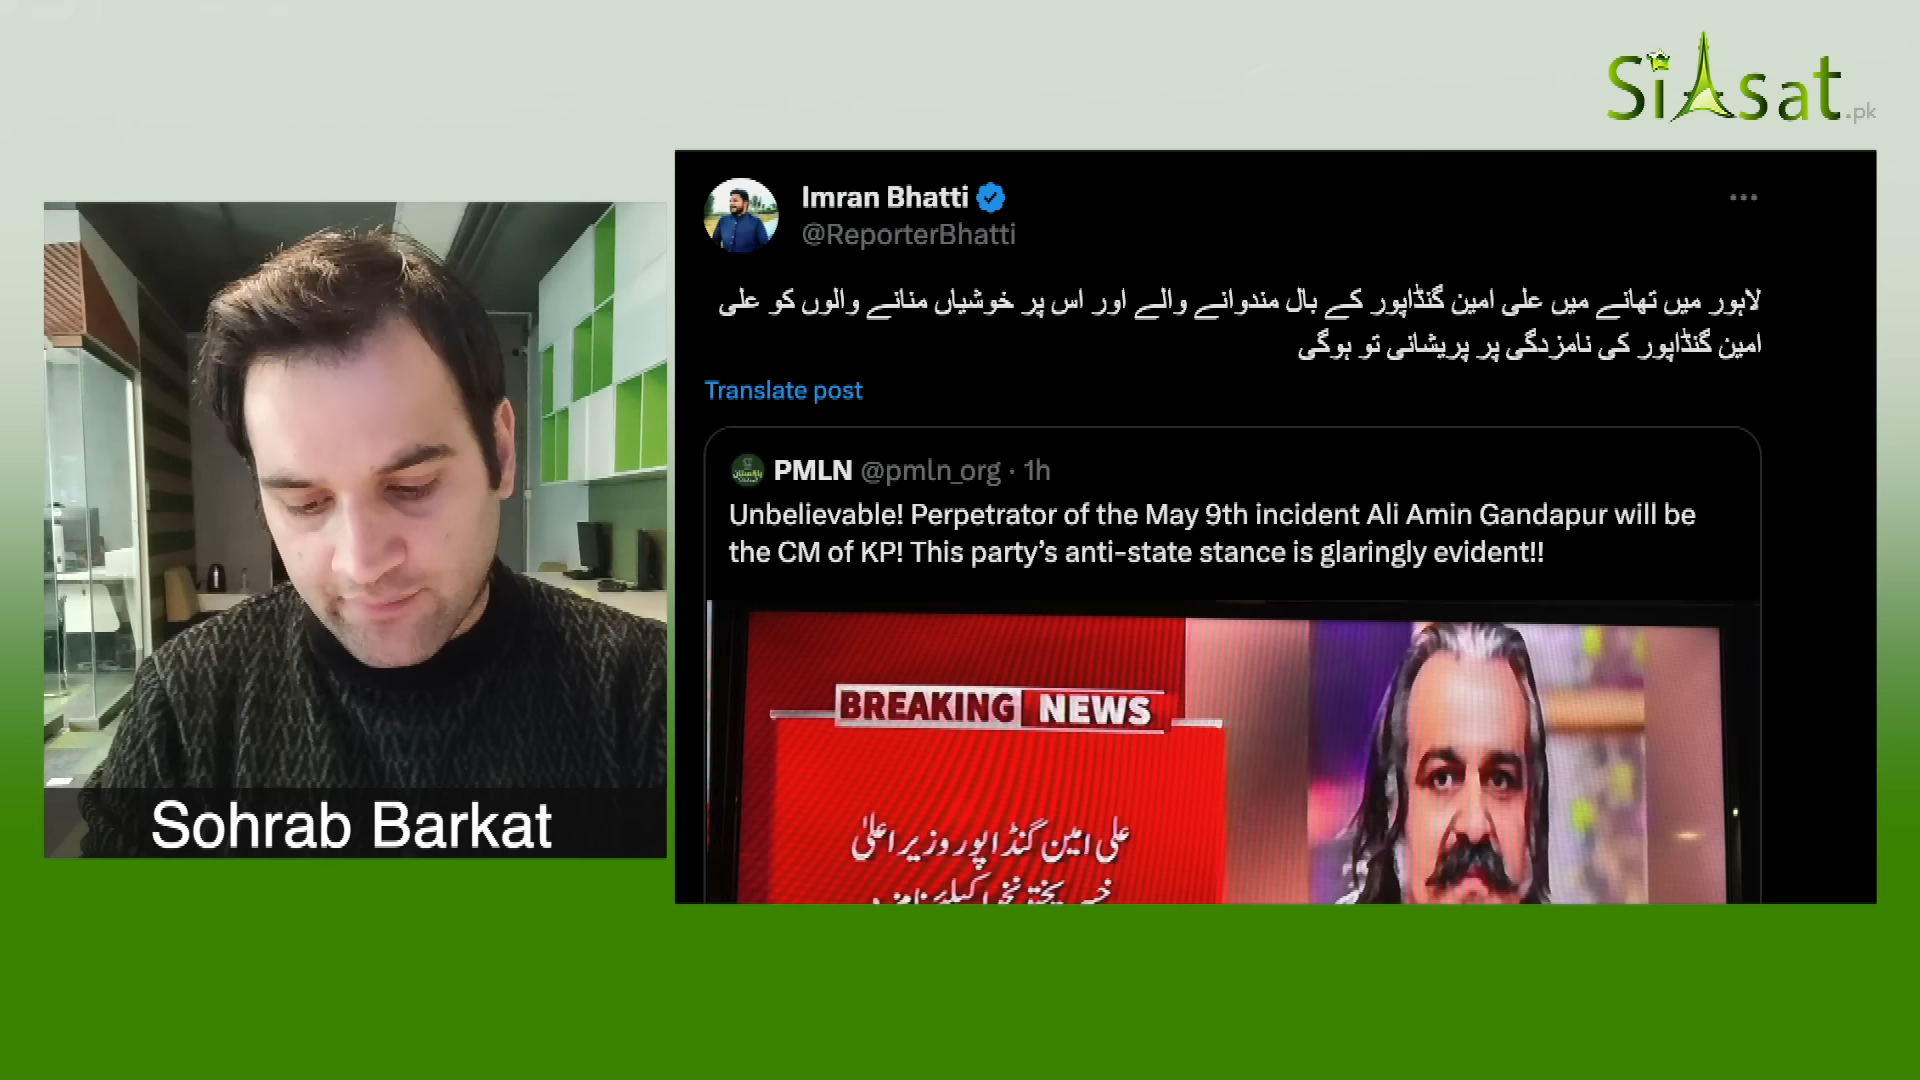 SiAsat.pk
Imran Bhatti
@ReporterBhatti
لاہور میں تھانے میں علی امین گنڈاپور کے بال مندوانے والے اور اس پر خوشیاں منانے والوں کو علی
امین گنڈاپور کی نامزدگی پر پریشانی تو ہوگی
Translate post
PMLN @pmln_org · 1h
Unbelievable! Perpetrator of the May 9th incident Ali Amin Gandapur will be
the CM of KP! This party’s anti-state stance is glaringly evident!!
BREAKING NEWS
علی امین گنڈاپور وزیراعلیٰ
Sohrab Barkat